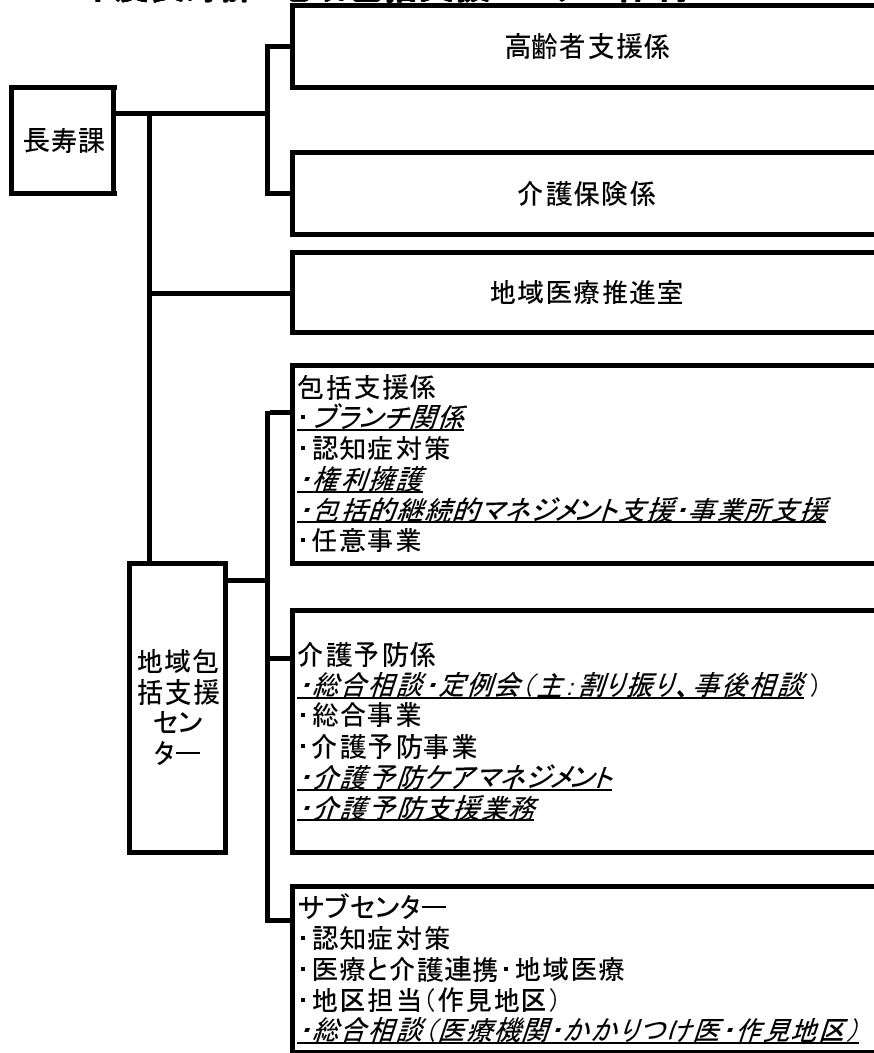 高齢者支援係
長寿課
介護保険係
地域医療推進室
包括支援係
・ブランチ関係
・認知症対策
・権利擁護
・包括的継続的マネジメント支援・事業所支援
・任意事業
地域包
括支援
セン
ター
介護予防係
・総合相談・定例会（主：割り振り、事後相談）
・総合事業
・介護予防事業
・介護予防ケアマネジメント
・介護予防支援業務
サブセンター
・認知症対策
・医療と介護連携・地域医療
・地区担当（作見地区）
・総合相談（医療機関・かかりつけ医・作見地区）